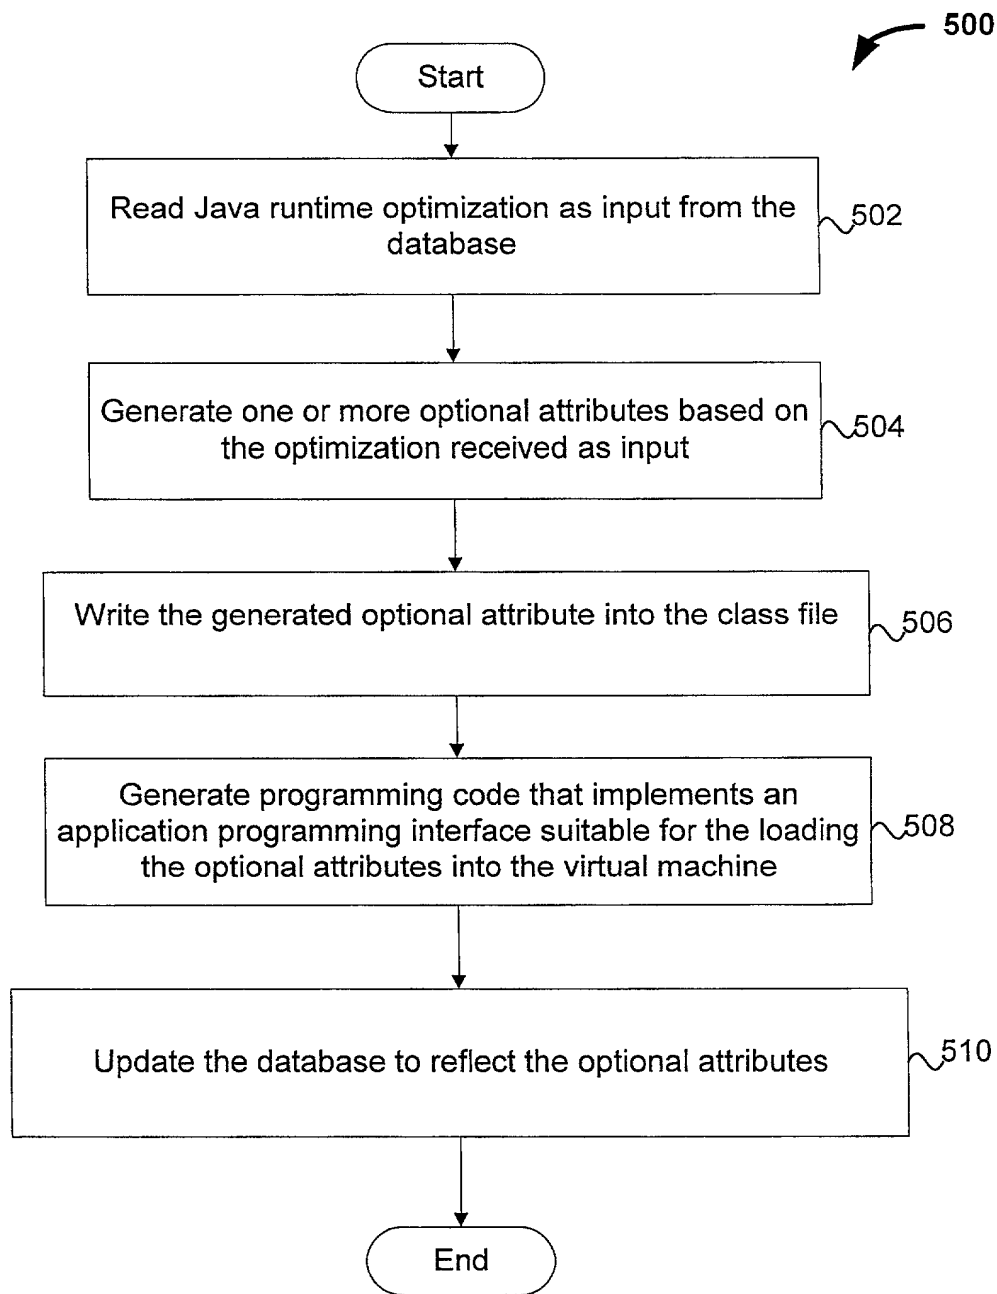 500
Start
Read Java runtime optimization as input from the
database
502
Generate one or more optional attributes based on
the optimization received as input
504
Write the generated optional attribute into the class file
506
Generate programming code that implements an
application programming interface suitable for the loading
the optional attributes into the virtual machine
508
Update the database to reflect the optional attributes
510
End